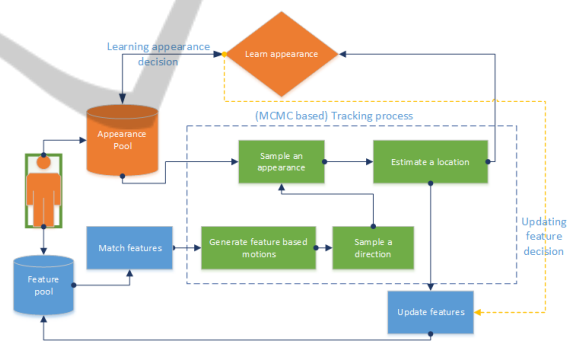 Learning appearance
decision
Learn appearance
(MCMC based) Tracking process
Appearance
Pool
Sample an
appearance
Estimate a location
Match features
Generate feature based
motions
Sample a
direction
Updating
feature
decision
Feature
pool
Update features